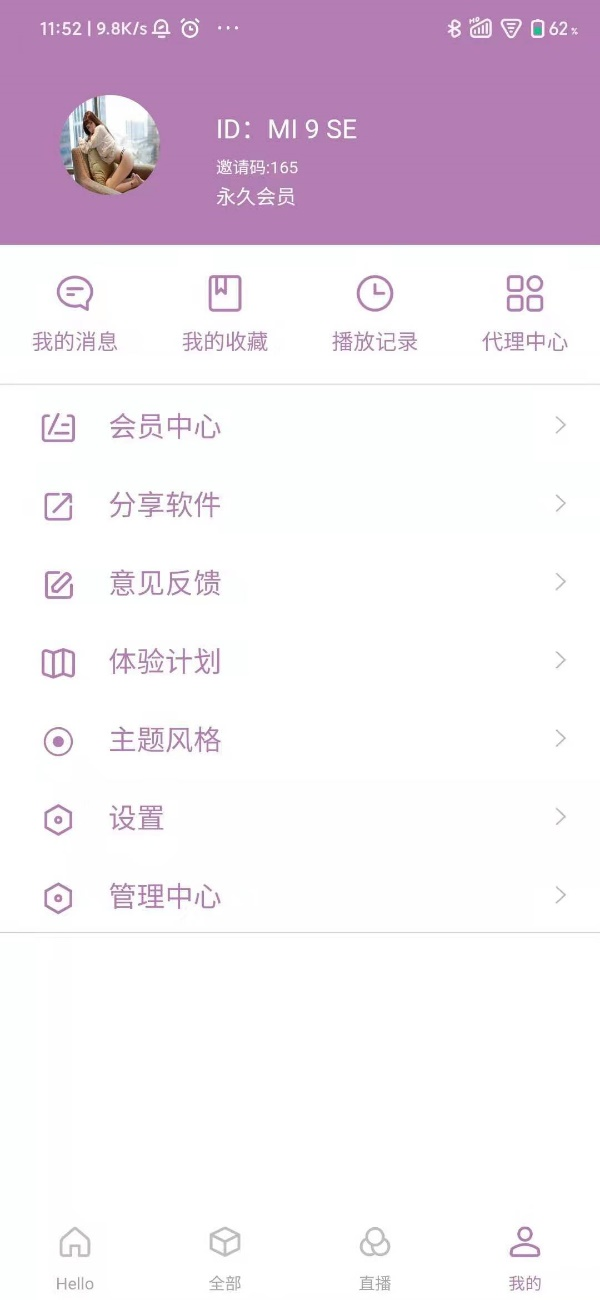 11:52 | 9.8K/s ··· HD 62%
ID：MI 9 SE
邀请码:165
永久会员
我的消息 我的收藏 播放记录 代理中心
会员中心
分享软件
意见反馈
体验计划
主题风格
设置
管理中心
Hello 全部 直播 我的